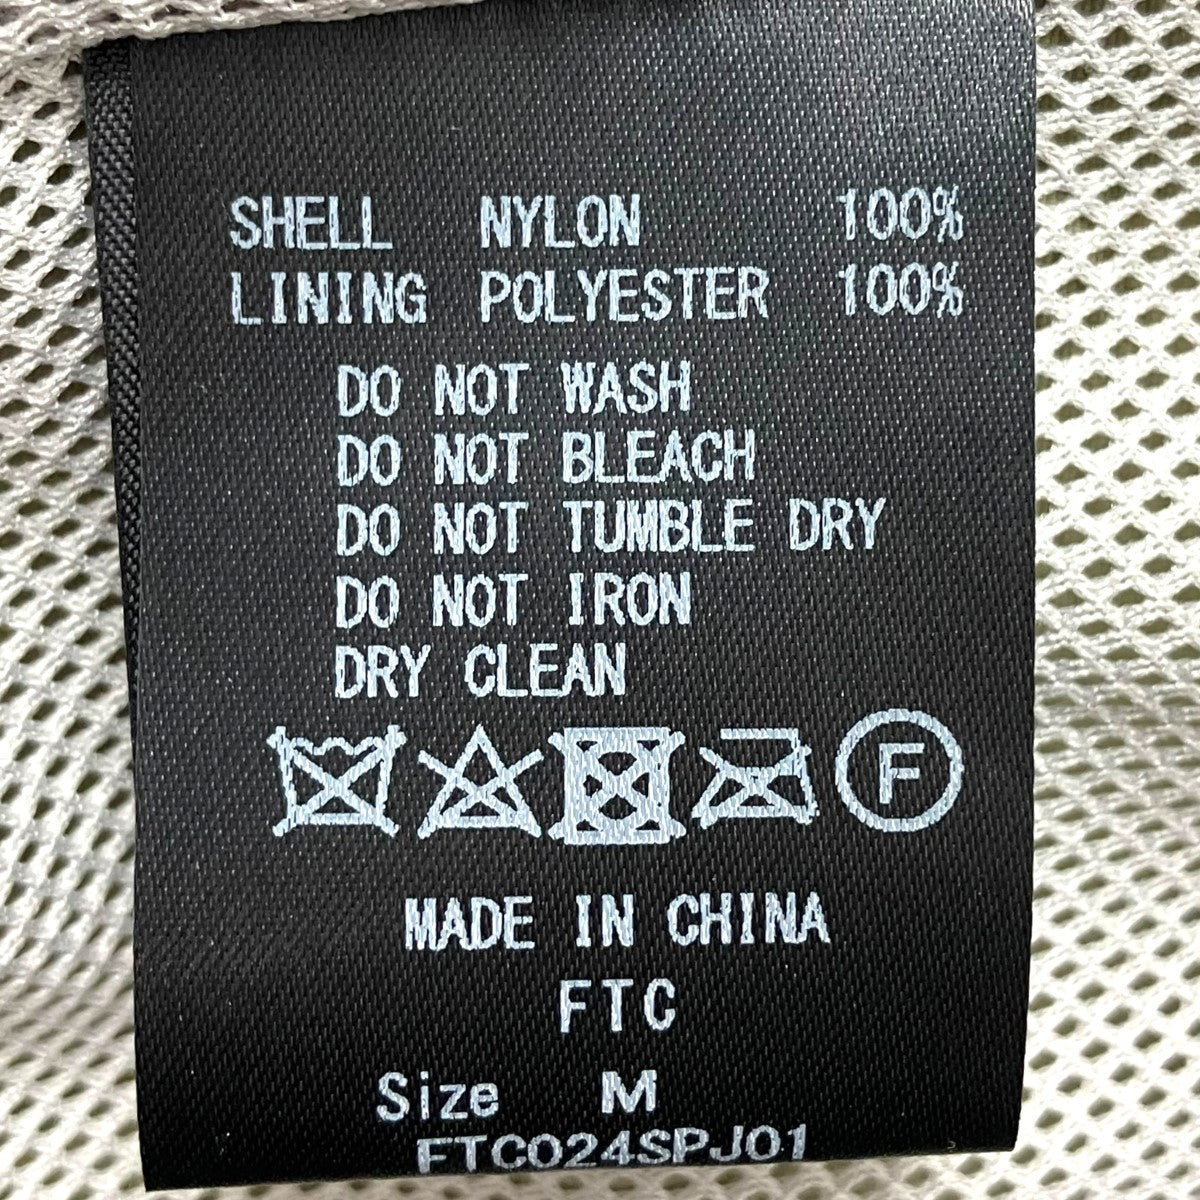 SHELL NYLON 100%
LINING POLYESTER 100%
DO NOT WASH
DO NOT BLEACH
DO NOT TUMBLE DRY
DO NOT IRON
DRY CLEAN
F
MADE IN CHINA
FTC
Size M
FTC024SPJ01